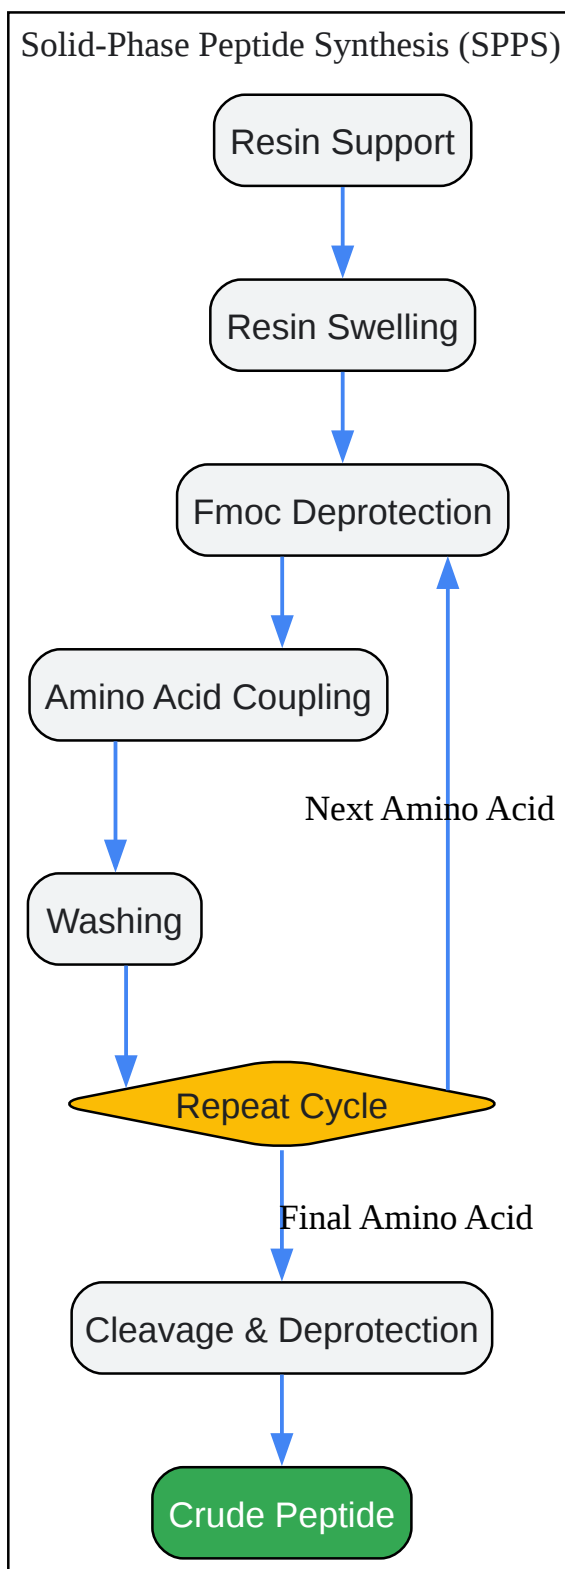 Solid-Phase Peptide Synthesis (SPPS)
Resin Support
Resin Swelling
Fmoc Deprotection
Amino Acid Coupling
Next Amino Acid
Washing
Repeat Cycle
Final Amino Acid
Cleavage & Deprotection
Crude Peptide